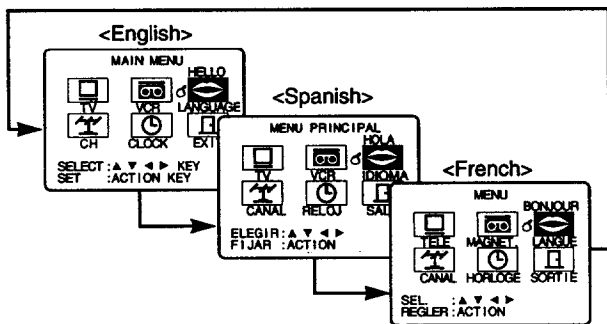 <English>
MAIN MENU
HELLO
TV VCR LANGUAGE
CH CLOCK EXIT
SELECT :▲ ▼ ◀ ▶ KEY
SET :ACTION KEY
<Spanish>
MENU PRINCIPAL
HOLA
TV VCR IDIOMA
CANAL RELOJ
ELEGIR:▲ ▼ ◀ ▶
FIJAR :ACTION
<French>
MENU
BONJOUR
TELE MAGNET LANGUE
CANAL HORLOGE SORTIE
SEL. :▲ ▼ ◀ ▶
REGLER:ACTION